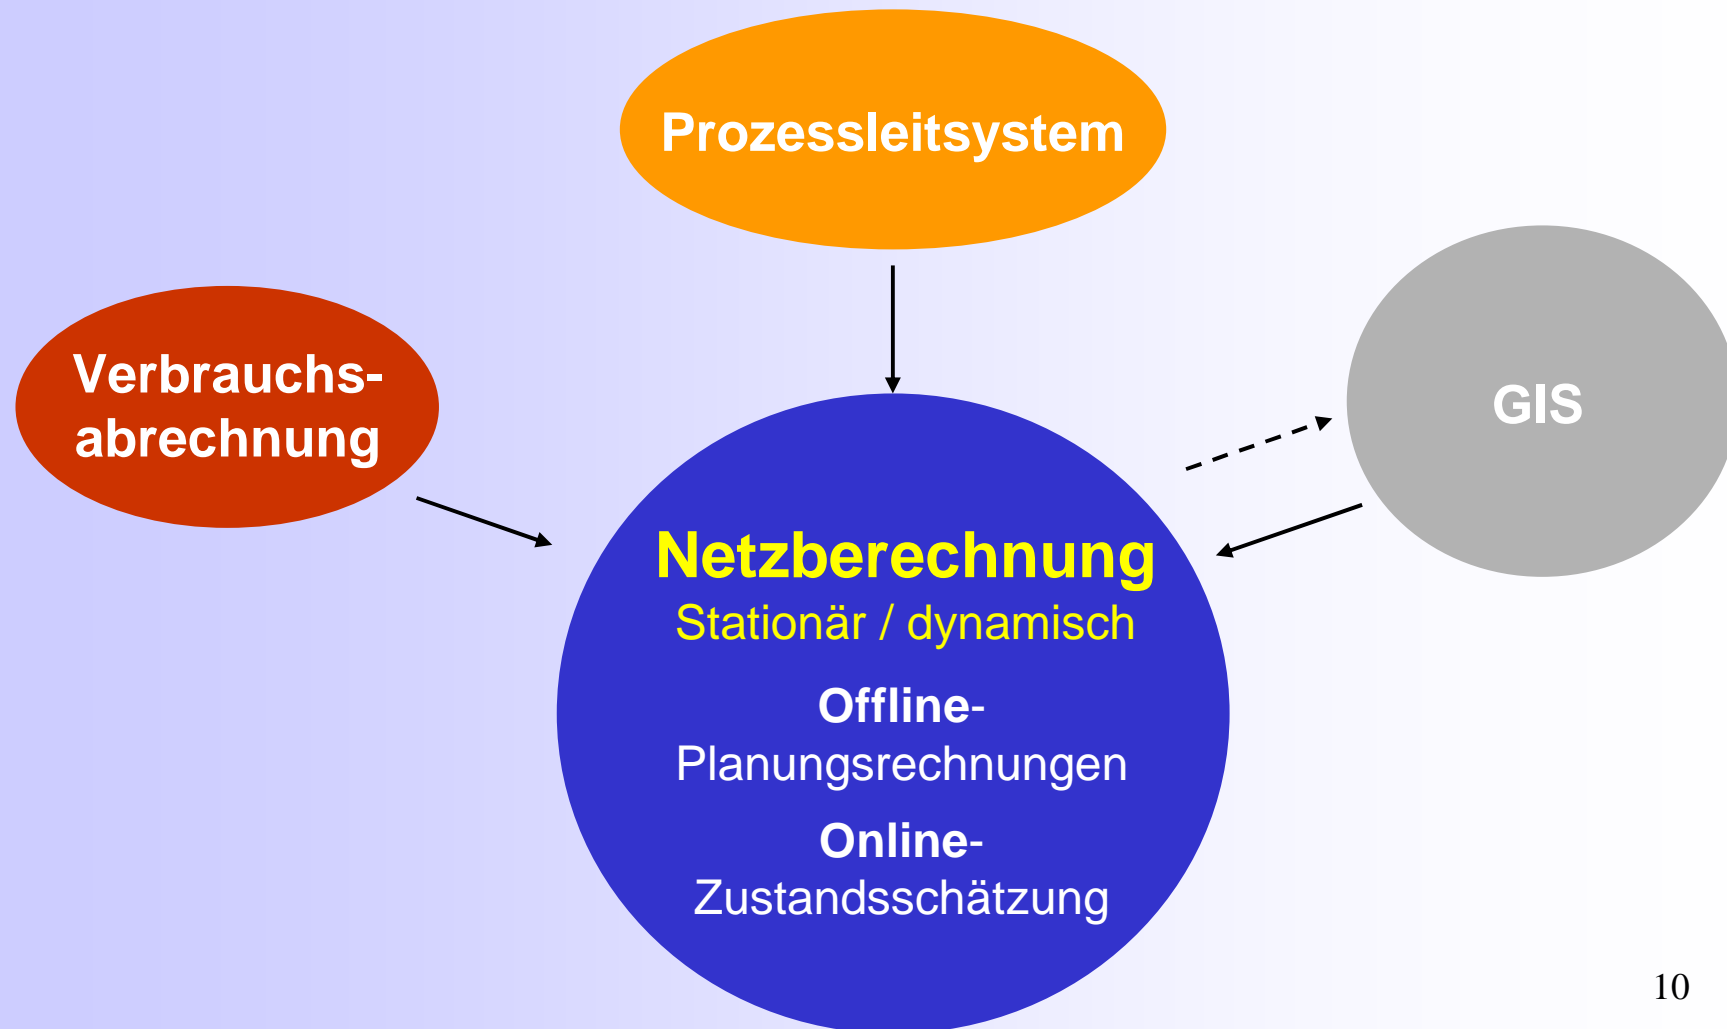 Prozessleitsystem
Verbrauchs-
abrechnung
GIS
Netzberechnung
Stationär / dynamisch
Offline-
Planungsrechnungen
Online-
Zustandsschätzung
10